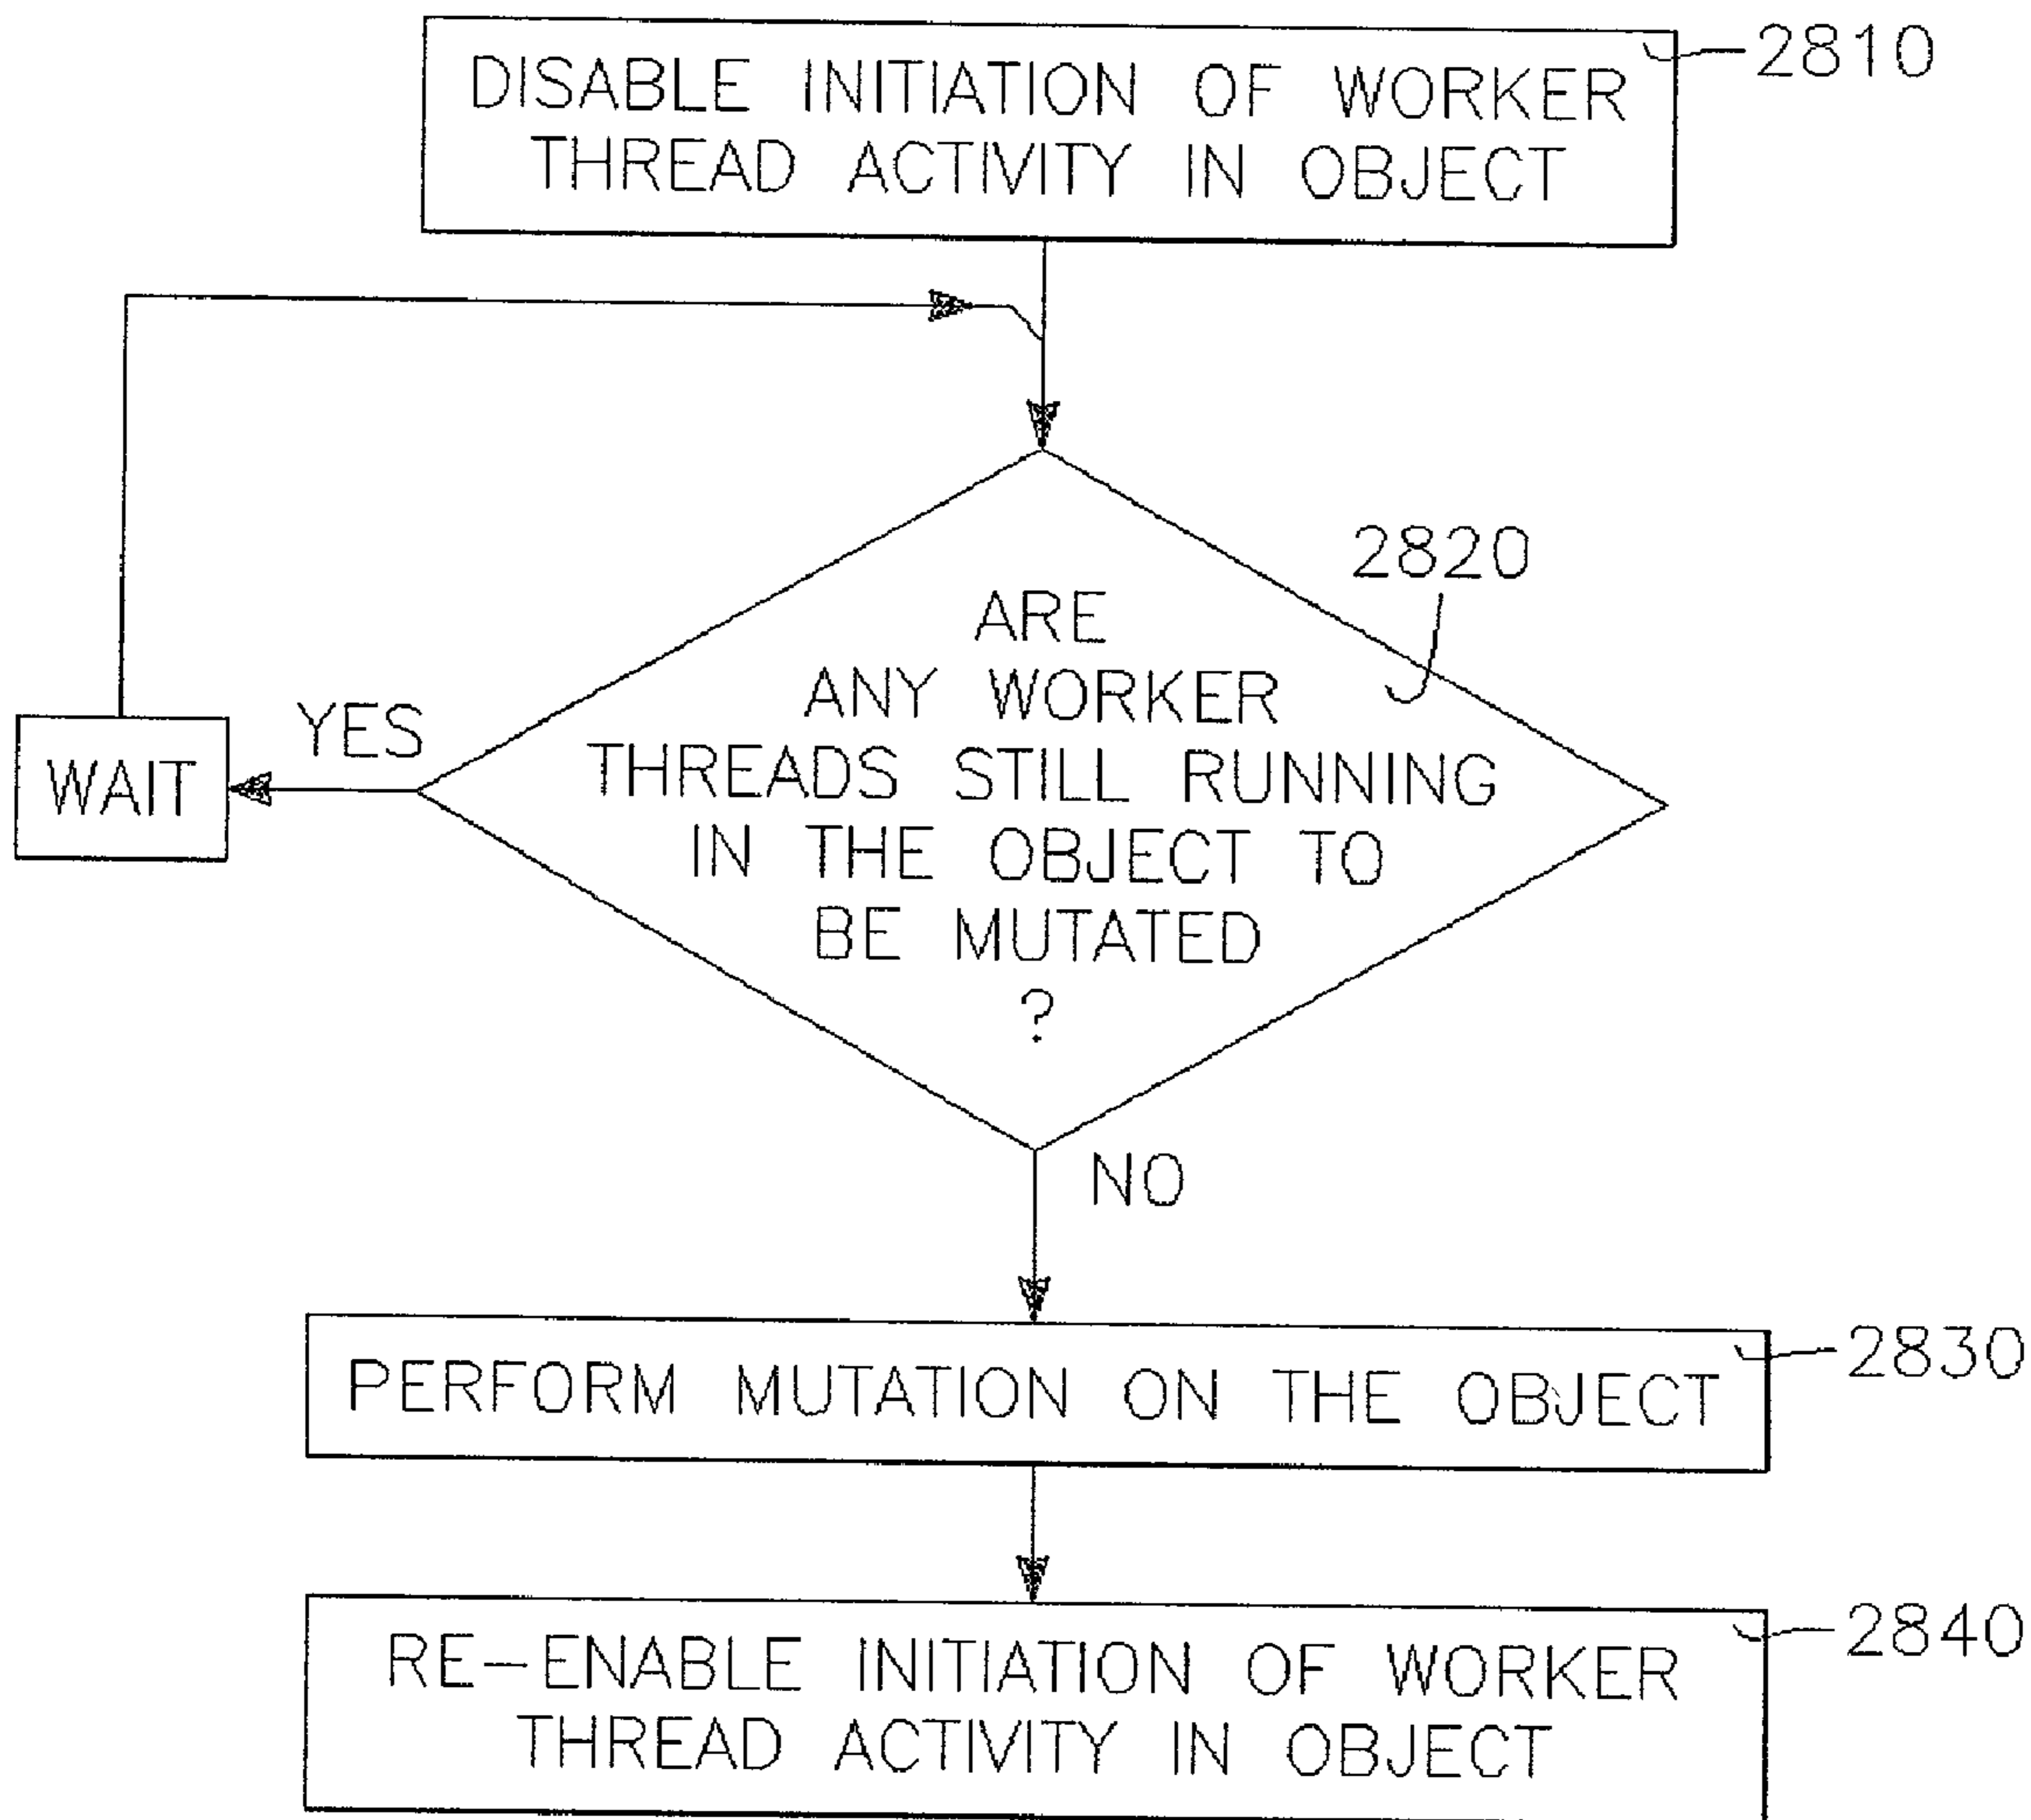 DISABLE INITIATION OF WORKER
THREAD ACTIVITY IN OBJECT
2810
2820
ARE
ANY WORKER
THREADS STILL RUNNING
IN THE OBJECT TO
BE MUTATED
?
YES
WAIT
NO
PERFORM MUTATION ON THE OBJECT
2830
RE-ENABLE INITIATION OF WORKER
THREAD ACTIVITY IN OBJECT
2840